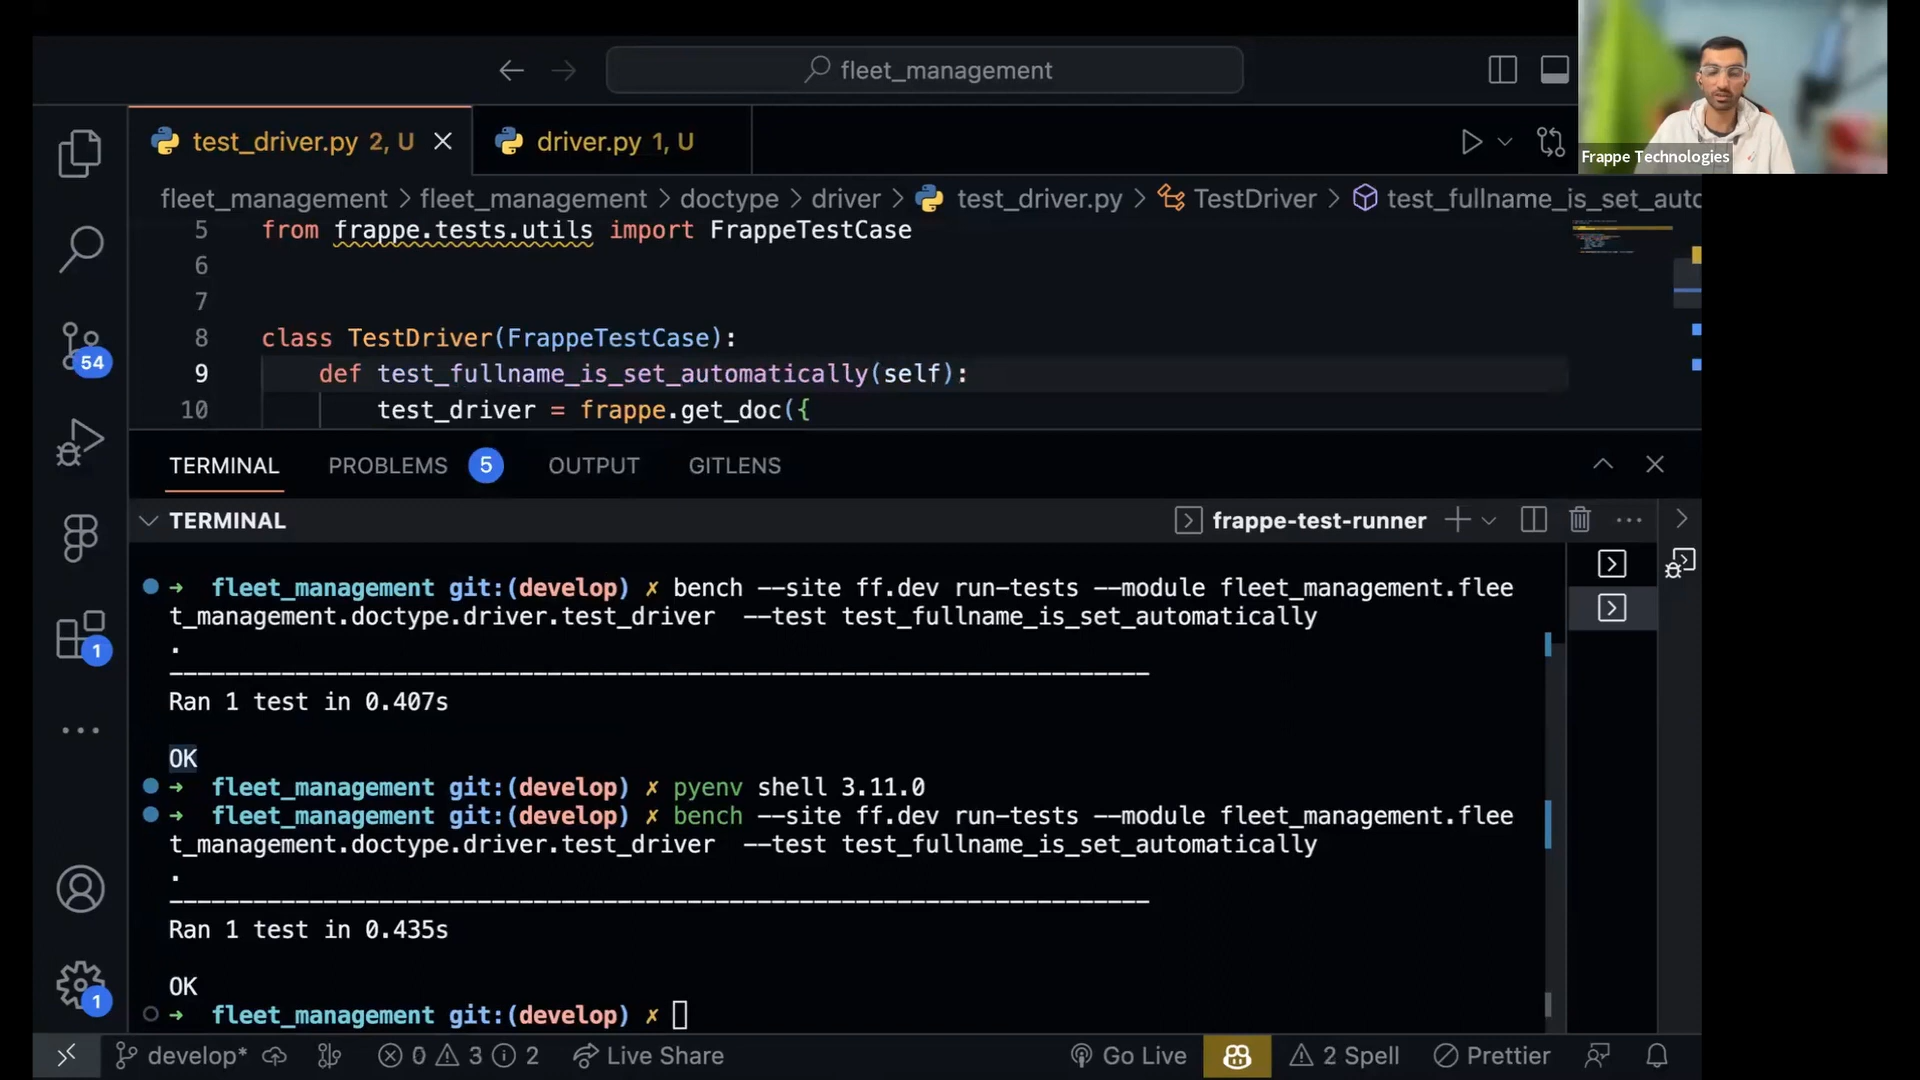 fleet_management
Frappe Technologies
test_driver.py 2, U
driver.py 1, U
fleet_management > fleet_management > doctype > driver > test_driver.py > TestDriver > test_fullname_is_set_auto
5 from frappe.tests.utils import FrappeTestCase
6
7
8 class TestDriver(FrappeTestCase):
9 def test_fullname_is_set_automatically(self):
10 test_driver = frappe.get_doc({
TERMINAL PROBLEMS 5 OUTPUT GITLENS
54
TERMINAL
frappe-test-runner
→ fleet_management git:(develop) ✗ bench --site ff.dev run-tests --module fleet_management.flee
t_management.doctype.driver.test_driver --test test_fullname_is_set_automatically
.
----------------------------------------------------------------------
Ran 1 test in 0.407s
OK
→ fleet_management git:(develop) ✗ pyenv shell 3.11.0
→ fleet_management git:(develop) ✗ bench --site ff.dev run-tests --module fleet_management.flee
t_management.doctype.driver.test_driver --test test_fullname_is_set_automatically
.
----------------------------------------------------------------------
Ran 1 test in 0.435s
OK
→ fleet_management git:(develop) ✗
1
1
develop* 0 3 2 Live Share Go Live 2 Spell Prettier